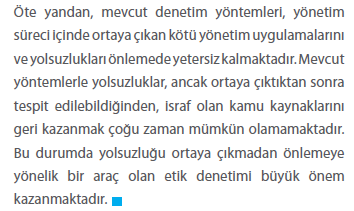 Öte yandan, mevcut denetim yöntemleri, yönetim
süreci içinde ortaya çıkan kötü yönetim uygulamalarını
ve yolsuzlukları önlemede yetersiz kalmaktadır. Mevcut
yöntemlerle yolsuzluklar, ancak ortaya çıktıktan sonra
tespit edilebildiğinden, israf olan kamu kaynaklarını
geri kazanmak çoğu zaman mümkün olamamaktadır.
Bu durumda yolsuzluğu ortaya çıkmadan önlemeye
yönelik bir araç olan etik denetimi büyük önem
kazanmaktadır.